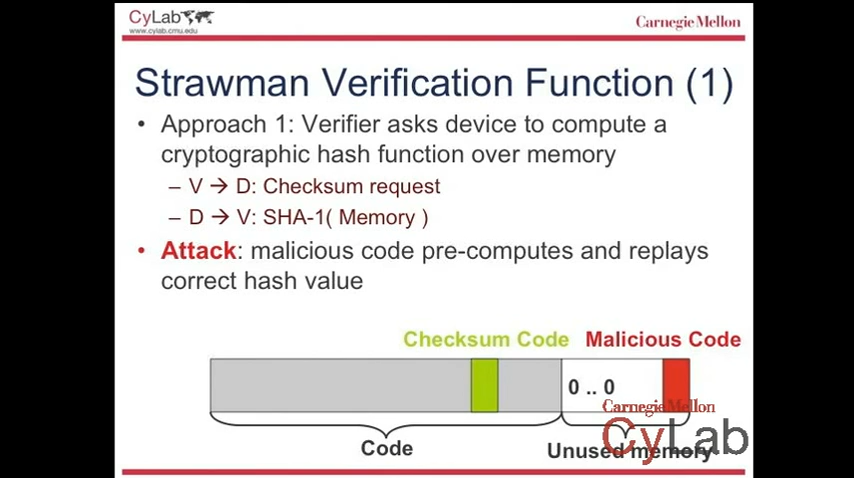 CyLab
www.cylab.cmu.edu
Carnegie Mellon
Strawman Verification Function (1)
• Approach 1: Verifier asks device to compute a
cryptographic hash function over memory
– V → D: Checksum request
– D → V: SHA-1( Memory )
• Attack: malicious code pre-computes and replays
correct hash value
Checksum Code Malicious Code
0 .. 0
Carnegie Mellon
CyLab
Code
Unused memory